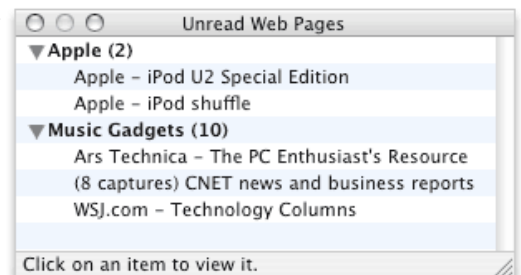 Unread Web Pages
Apple (2)
Apple – iPod U2 Special Edition
Apple – iPod shuffle
Music Gadgets (10)
Ars Technica – The PC Enthusiast's Resource
(8 captures) CNET news and business reports
WSJ.com – Technology Columns
Click on an item to view it.